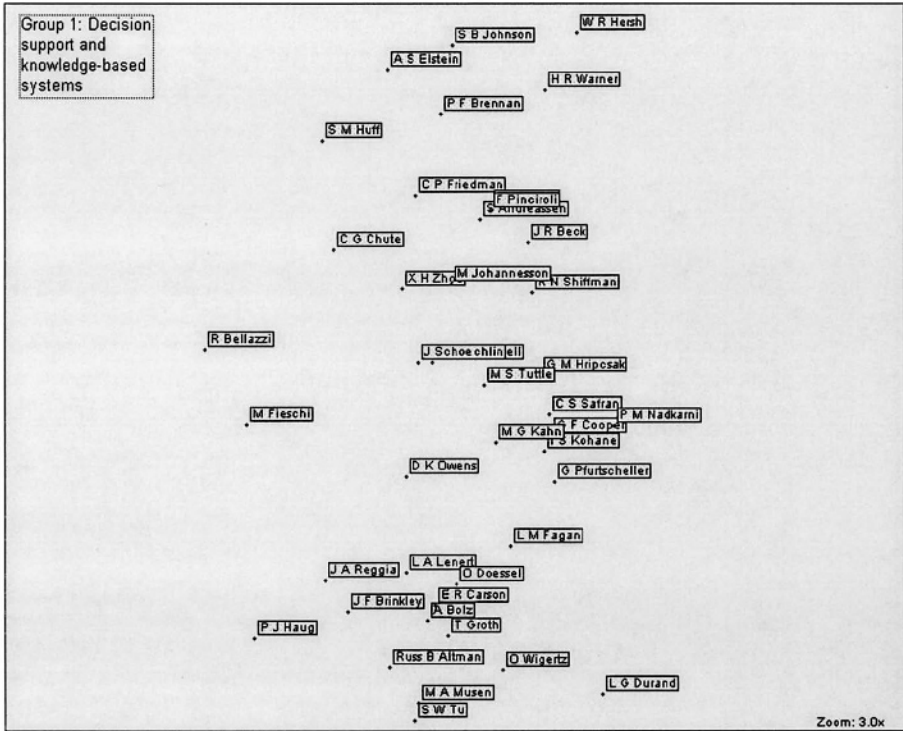 Group 1: Decision
support and
knowledge-based
systems
W R Hersh
S B Johnson
A S Elstein
H R Warner
P F Brennan
S M Huff
C P Friedman
F Pinciroli
S Andreassen
J R Beck
C G Chute
M Johannesson
X H
N Shiffman
R Bellazzi
J Schoechlin
G M Hripcsak
M S Tuttle
C S Safran
P M Nadkarni
M Fieschi
F Cooper
M G Kahn
S Kohane
D K Owens
G Pfurtscheller
L M Fagan
L A Lenert
J A Reggia
O Doessel
E R Carson
J F Brinkley
A Bolz
P J Haug
T Groth
Russ B Altman
O Wigertz
L G Durand
M A Musen
S W Tu
Zoom: 3.0x